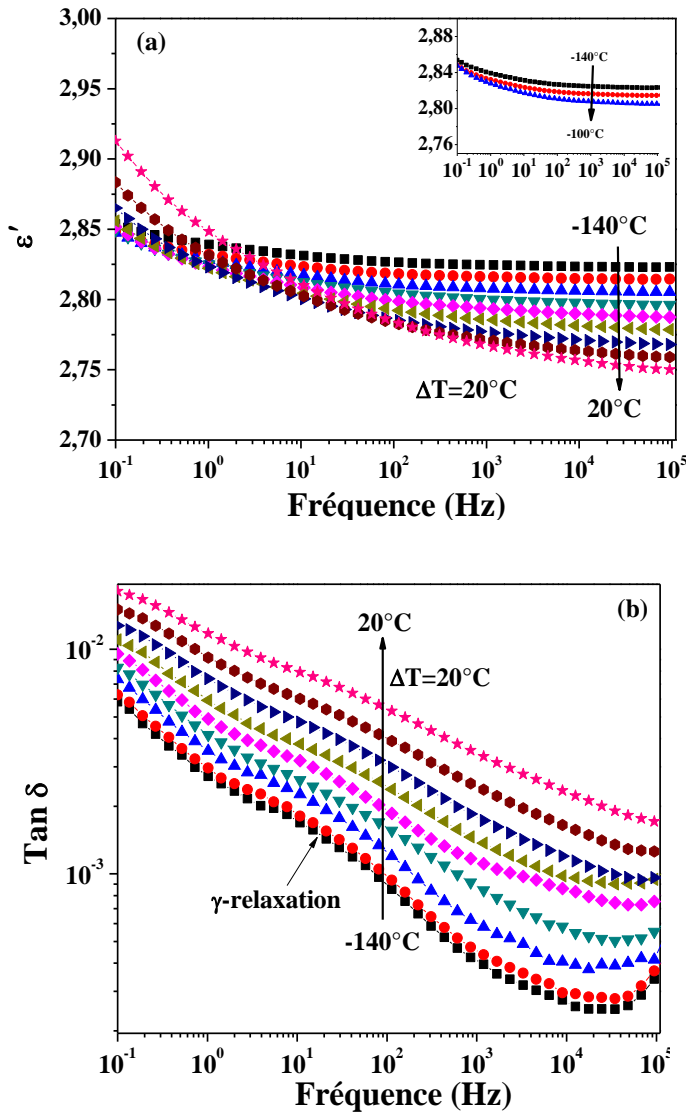 (a)
ε'
3,00
2,95
2,90
2,85
2,80
2,75
2,70
2,88
2,84
2,80
2,76
-140°C
-100°C
10⁻¹ 10⁰ 10¹ 10² 10³ 10⁴ 10⁵
-140°C
ΔT=20°C
20°C
10⁻¹ 10⁰ 10¹ 10² 10³ 10⁴ 10⁵
Fréquence (Hz)
(b)
Tan δ
10⁻²
10⁻³
20°C
ΔT=20°C
γ-relaxation
-140°C
10⁻¹ 10⁰ 10¹ 10² 10³ 10⁴ 10⁵
Fréquence (Hz)